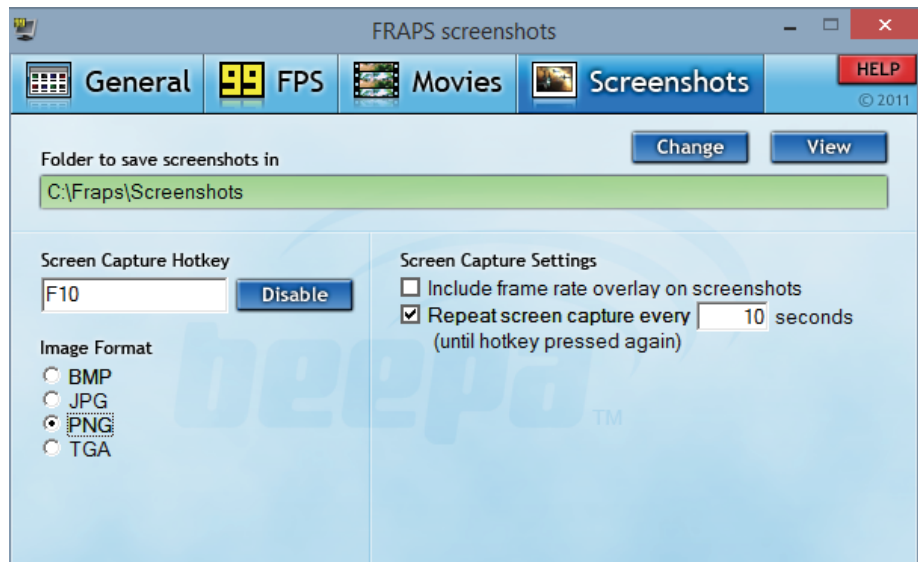 FRAPS screenshots
General
99 FPS
Movies
Screenshots
HELP
© 2011
Folder to save screenshots in
Change
View
C:\Fraps\Screenshots
Screen Capture Hotkey
F10
Disable
Image Format
BMP
JPG
PNG
TGA
Screen Capture Settings
Include frame rate overlay on screenshots
Repeat screen capture every 10 seconds
(until hotkey pressed again)
beepa TM